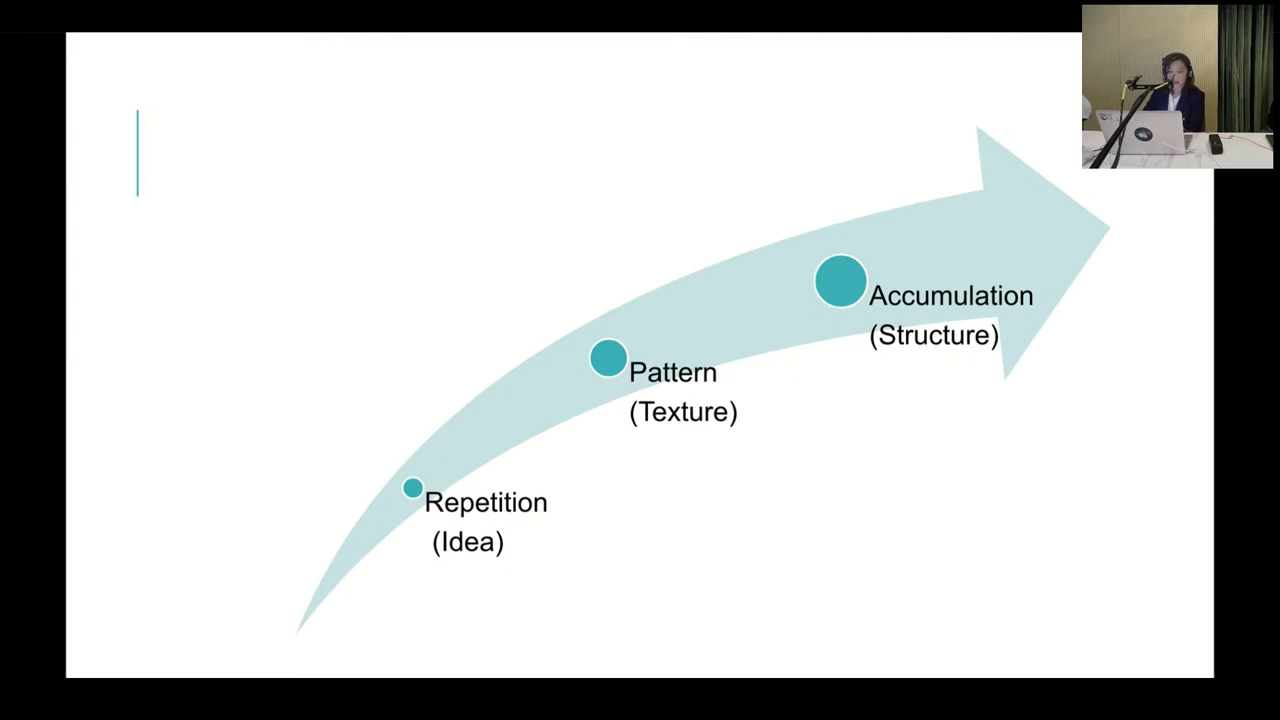 Accumulation
(Structure)
Pattern
(Texture)
Repetition
(Idea)